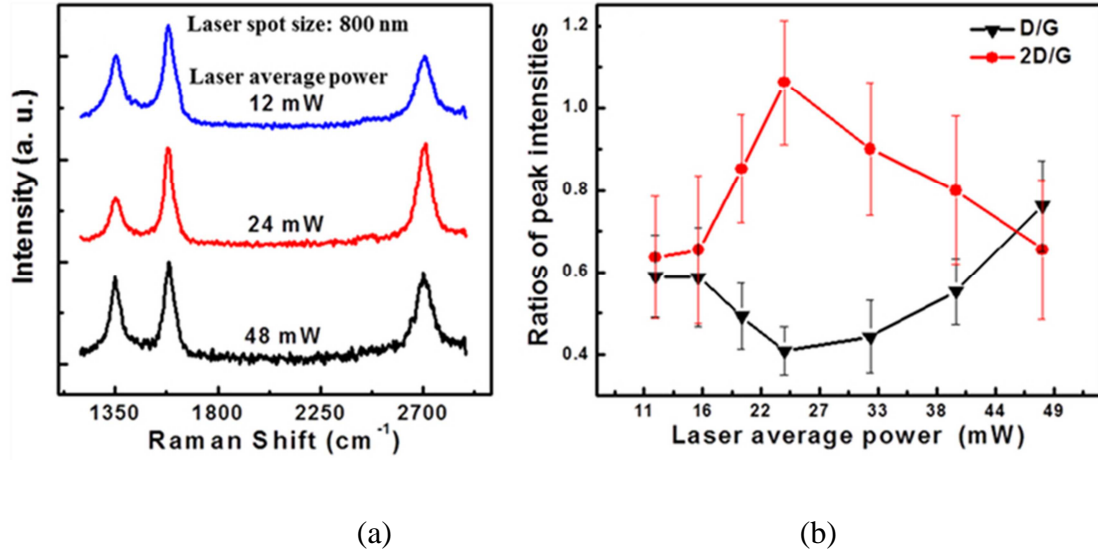 Laser spot size: 800 nm
Laser average power
12 mW
24 mW
48 mW
Intensity (a. u.)
1350 1800 2250 2700
Raman Shift (cm⁻¹)
D/G
2D/G
1.2
1.0
0.8
0.6
0.4
Ratios of peak intensities
11 16 22 27 33 38 44 49
Laser average power (mW)
(a) (b)